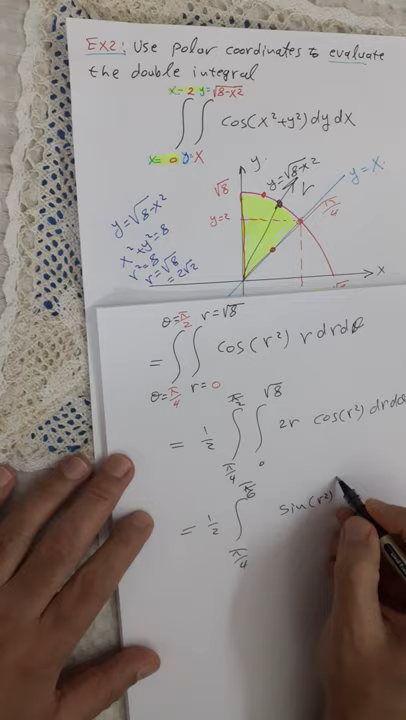 EX2: Use polar coordinates to evaluate
the double integral
x=2 y=√(8-x²)
∫∫ cos(x²+y²) dy dx
x=0 y=x
y
y=√(8-x²)
r
y=x
√8
π/4
y=2
x
y=√(8-x²)
x²+y²=8
r²=8
r=√8
=2√2
θ=π/2 r=√8
= ∫∫ cos(r²) r dr dθ
θ=π/4 r=0
π/2 √8
= 1/2 ∫∫ 2r cos(r²) dr dθ
π/4 0
= 1/2 ∫ sin(r²)
π/4